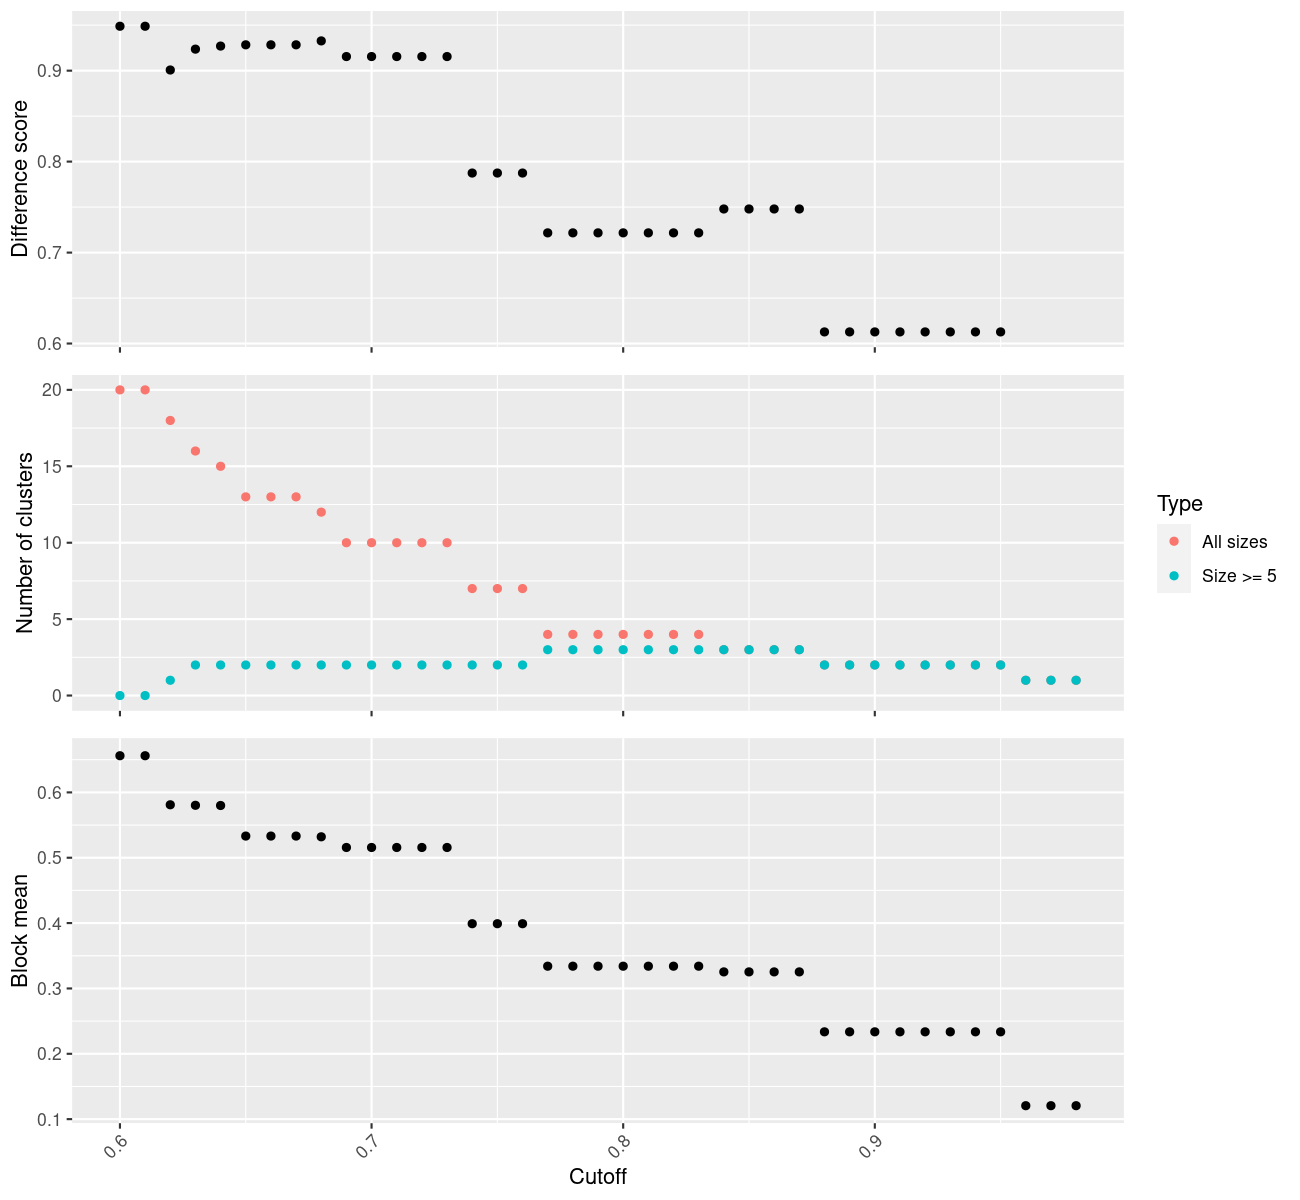 Difference score
0.9
0.8
0.7
0.6
Number of clusters
20
15
10
5
0
Type
All sizes
Size >= 5
Block mean
0.6
0.5
0.4
0.3
0.2
0.1
0.6
0.7
0.8
0.9
Cutoff